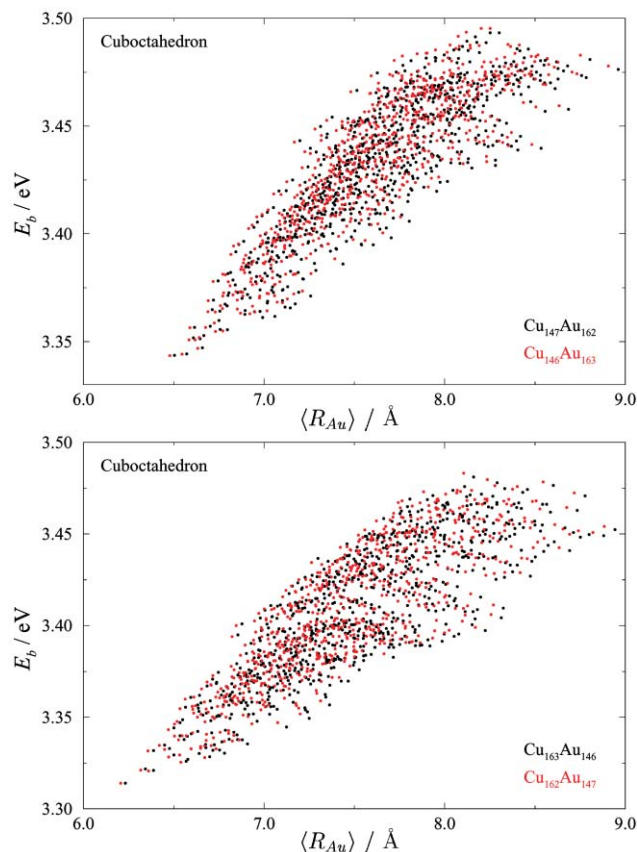 3.50
Cuboctahedron
3.45
E_b / eV
3.40
3.35
Cu₁₄₇Au₁₆₂
Cu₁₄₆Au₁₆₃
6.0 7.0 8.0 9.0
⟨R_Au⟩ / Å
3.50
Cuboctahedron
3.45
E_b / eV
3.40
3.35
Cu₁₆₃Au₁₄₆
Cu₁₆₂Au₁₄₇
3.30
6.0 7.0 8.0 9.0
⟨R_Au⟩ / Å